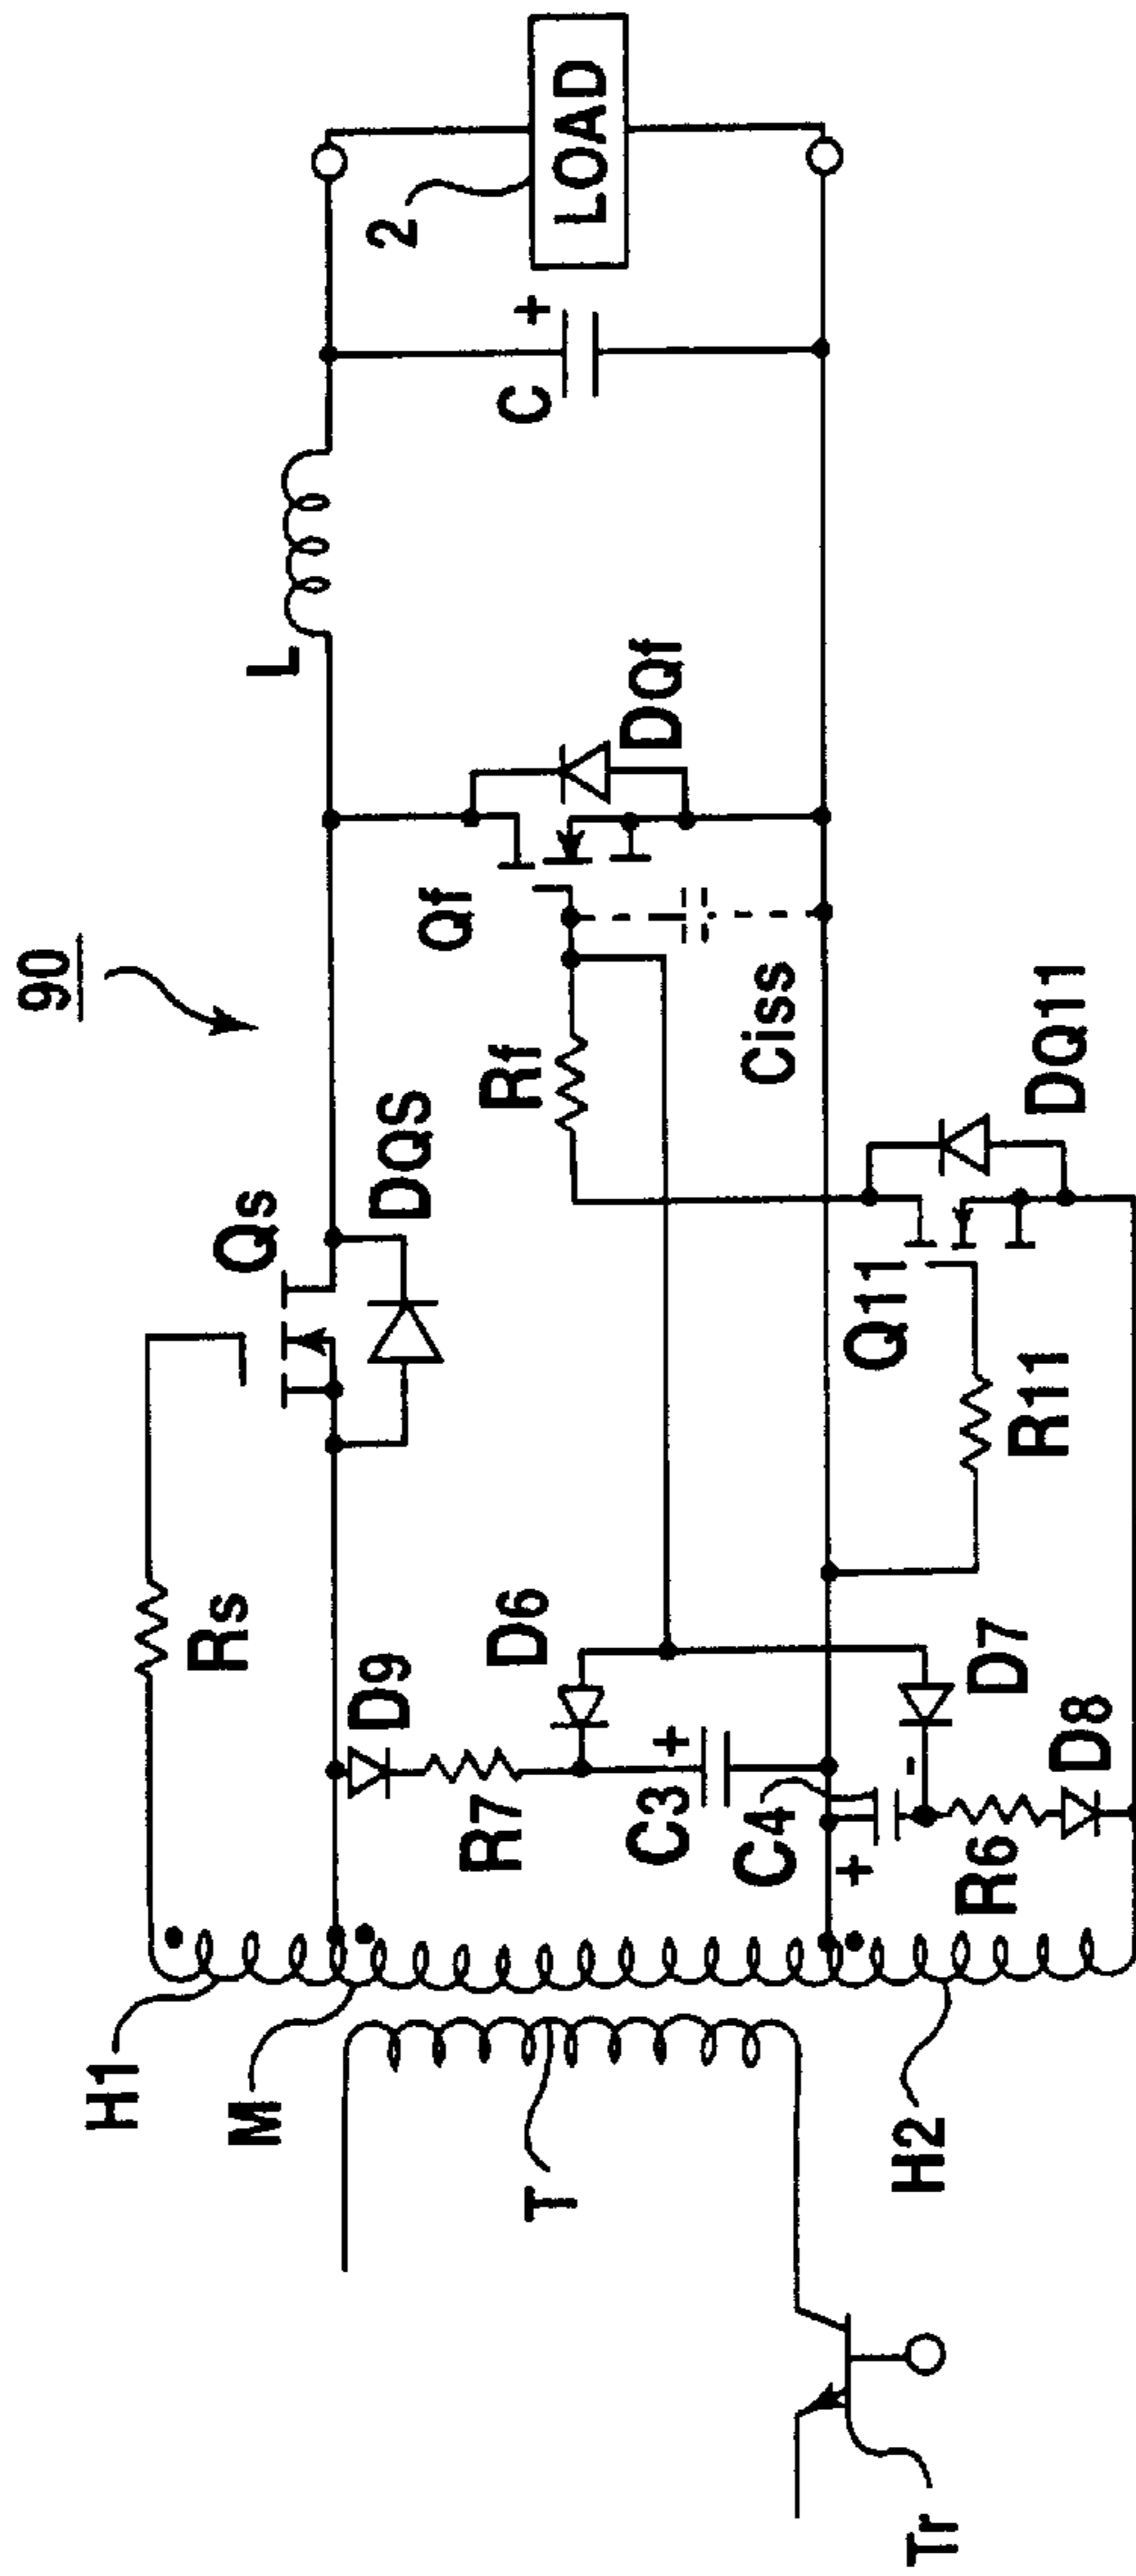 90
H1
Rs
Qs
L
2
LOAD
M
D9
DQS
C
+
R7
D6
Rf
Qf
DQf
T
C3
+
Ciss
C4
+
-
Q11
DQ11
H2
R6
D7
R11
D8
Tr